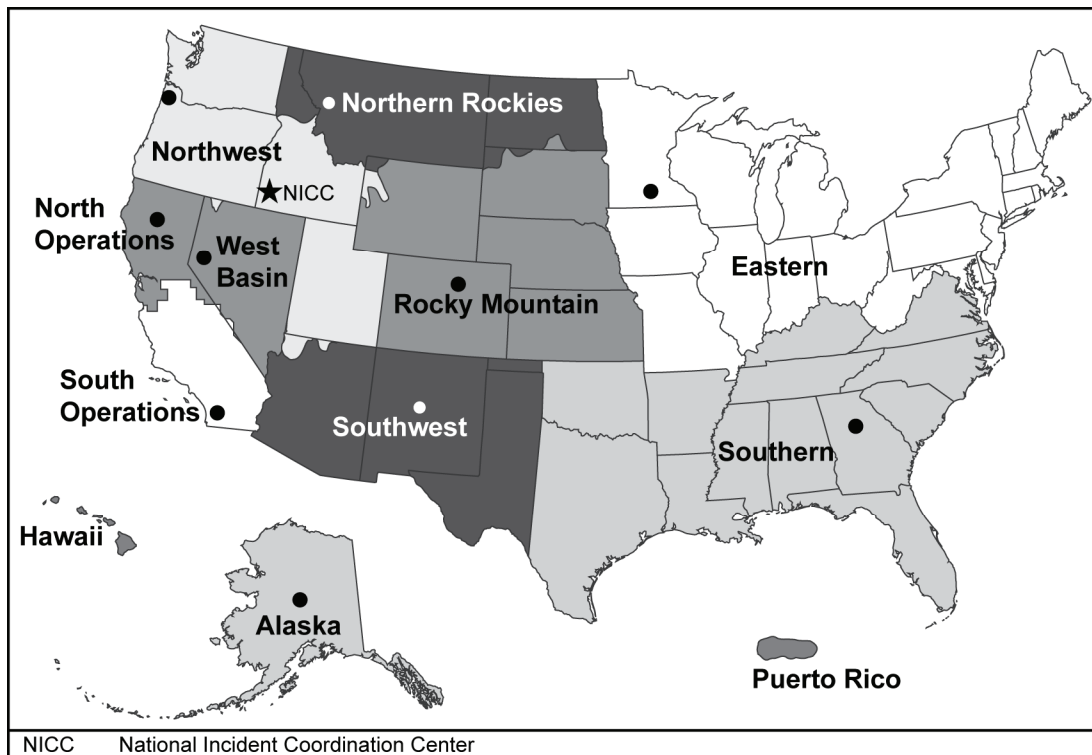 Northern Rockies
Northwest
NICC
North
Operations
West
Basin
Eastern
Rocky Mountain
South
Operations
Southwest
Southern
Hawaii
Alaska
Puerto Rico
NICC National Incident Coordination Center